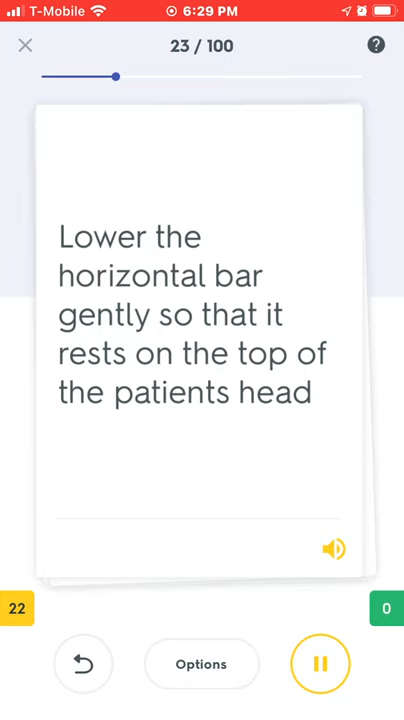 T-Mobile 6:29 PM
23 / 100
?
Lower the
horizontal bar
gently so that it
rests on the top of
the patients head
22
0
Options